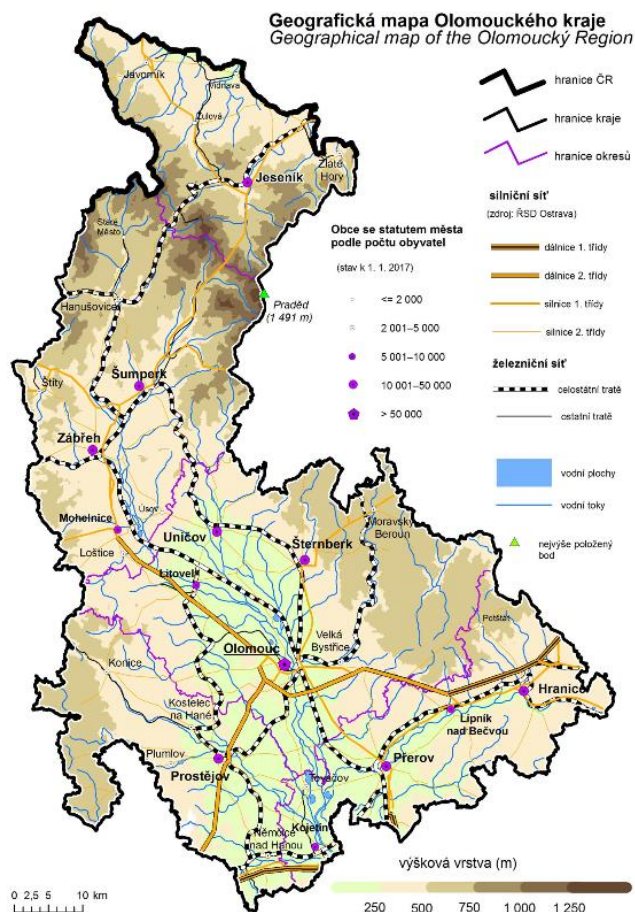 Geografická mapa Olomouckého kraje
Geographical map of the Olomoucký Region
hranice ČR
hranice kraje
hranice okresů
silniční síť
(zdroj: ŘSD Ostrava)
dálnice 1. třídy
dálnice 2. třídy
silnice 1. třídy
silnice 2. třídy
železniční síť
celostátní tratě
ostatní tratě
vodní plochy
vodní toky
nejvýše položený
bod
Obce se statutem města
podle počtu obyvatel
(stav k 1. 1. 2017)
<= 2 000
2 001–5 000
5 001–10 000
10 001–50 000
> 50 000
Javorník
Vidnava
Žulová
Zlaté
Hory
Jeseník
Staré
Město
Praděd
(1 491 m)
Hanušovice
Šumperk
Štíty
Zábřeh
Úsov
Mohelnice
Uničov
Moravský
Beroun
Loštice
Šternberk
Litovel
Potštát
Velká
Bystřice
Olomouc
Konice
Hranice
Kostelec
na Hané
Lipník
nad Bečvou
Plumlov
Přerov
Prostějov
Tovačov
Kojetín
Němčice
nad Hanou
výšková vrstva (m)
250 500 750 1 000 1 250
0 2,5 5 10 km